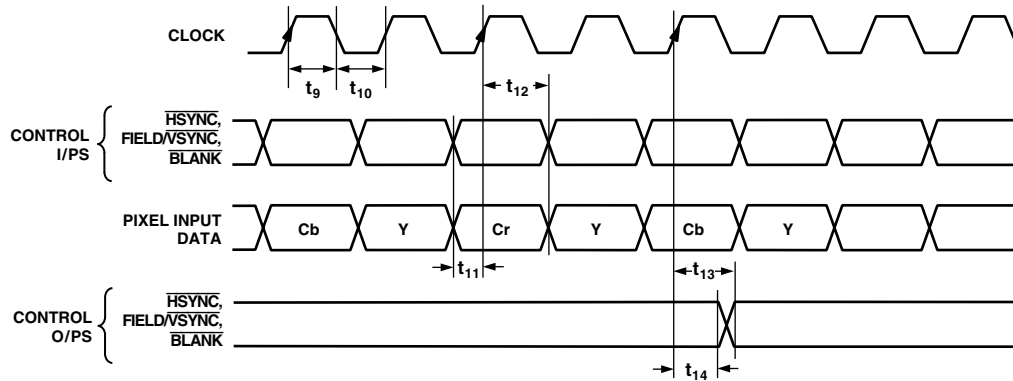 CLOCK
t9
t10
t12
CONTROL
I/PS
HSYNC,
FIELD/VSYNC,
BLANK
PIXEL INPUT
DATA
Cb
Y
Cr
Y
Cb
Y
t11
t13
CONTROL
O/PS
HSYNC,
FIELD/VSYNC,
BLANK
t14